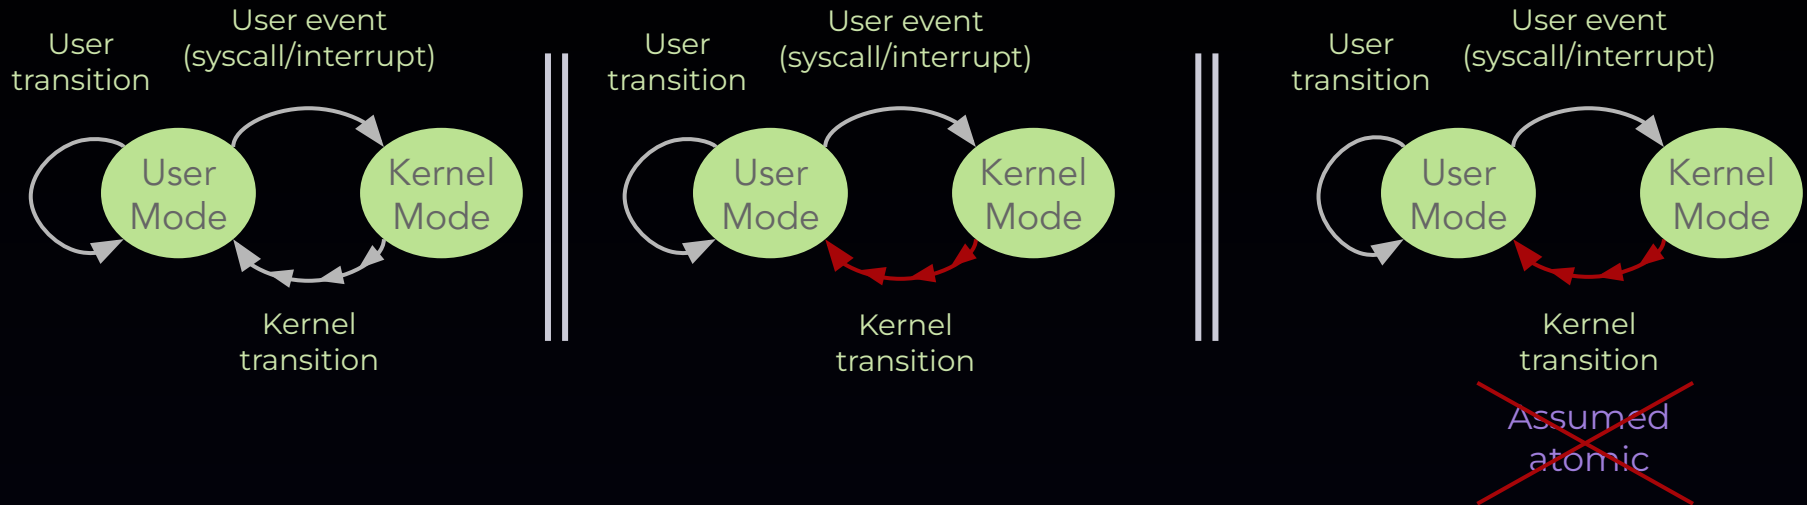 User
transition
User event
(syscall/interrupt)
User
Mode
Kernel
Mode
Kernel
transition
User
transition
User event
(syscall/interrupt)
User
Mode
Kernel
Mode
Kernel
transition
User
transition
User event
(syscall/interrupt)
User
Mode
Kernel
Mode
Kernel
transition
Assumed
atomic